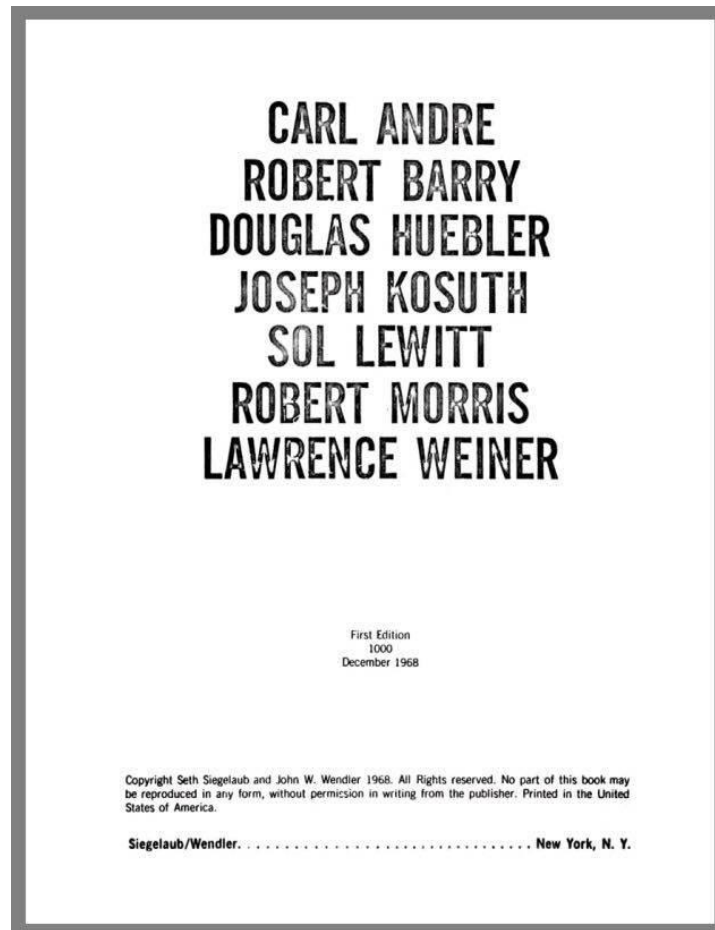 CARL ANDRE
ROBERT BARRY
DOUGLAS HUEBLER
JOSEPH KOSUTH
SOL LEWITT
ROBERT MORRIS
LAWRENCE WEINER
First Edition
1000
December 1968
Copyright Seth Siegelaub and John W. Wendler 1968. All Rights reserved. No part of this book may
be reproduced in any form, without permission in writing from the publisher. Printed in the United
States of America.
Siegelaub/Wendler. . . . . . . . . . . . . . . . . . . . . . . . . . . . . . . New York, N. Y.